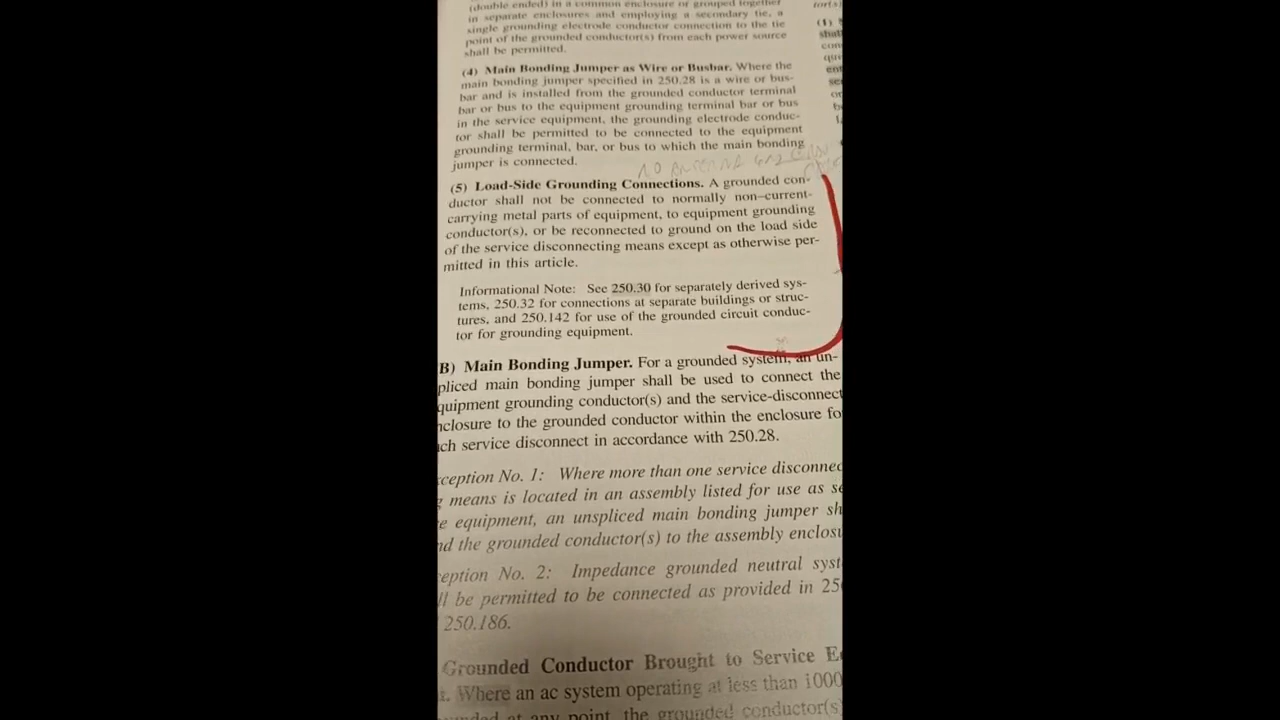 (double ended) in a common enclosure or grouped together
in separate enclosures and employing a secondary tie, a
single grounding electrode conductor connection to the tie
point of the grounded conductor(s) from each power source
shall be permitted.
(4) Main Bonding Jumper as Wire or Busbar. Where the
main bonding jumper specified in 250.28 is a wire or bus-
bar and is installed from the grounded conductor terminal
bar or bus to the equipment grounding terminal bar or bus
in the service equipment, the grounding electrode conduc-
tor shall be permitted to be connected to the equipment
grounding terminal, bar, or bus to which the main bonding
jumper is connected.
(5) Load-Side Grounding Connections. A grounded con-
ductor shall not be connected to normally non–current-
carrying metal parts of equipment, to equipment grounding
conductor(s), or be reconnected to ground on the load side
of the service disconnecting means except as otherwise per-
mitted in this article.
Informational Note: See 250.30 for separately derived sys-
tems, 250.32 for connections at separate buildings or struc-
tures, and 250.142 for use of the grounded circuit conduc-
tor for grounding equipment.
B) Main Bonding Jumper. For a grounded system, an un-
pliced main bonding jumper shall be used to connect the
quipment grounding conductor(s) and the service-disconnect
nclosure to the grounded conductor within the enclosure fo
ch service disconnect in accordance with 250.28.
ception No. 1: Where more than one service disconnec
g means is located in an assembly listed for use as se
e equipment, an unspliced main bonding jumper sh
nd the grounded conductor(s) to the assembly enclosu
eption No. 2: Impedance grounded neutral syst
ll be permitted to be connected as provided in 25
250.186.
Grounded Conductor Brought to Service E
t. Where an ac system operating at less than 1000
nded at any point, the grounded conductor(s)